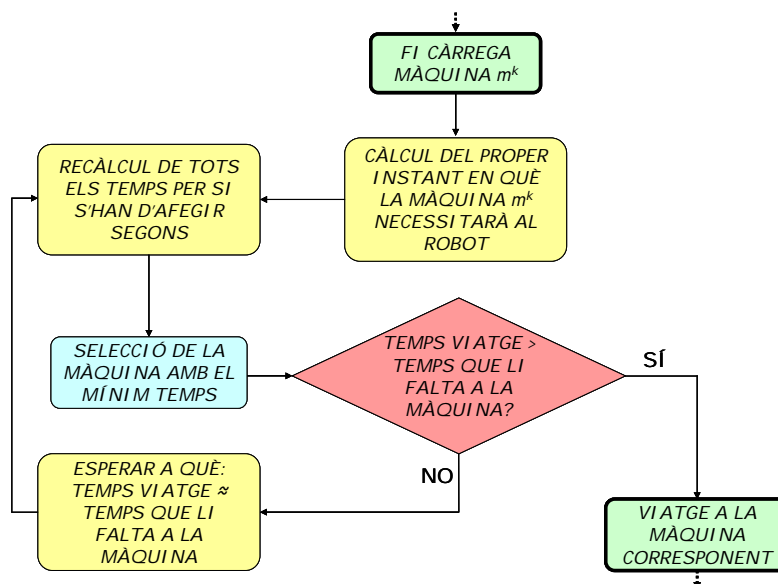 FI CÀRREGA
MÀQUINA mᵏ
RECÀLCUL DE TOTS
ELS TEMPS PER SI
S'HAN D'AFEGIR
SEGONS
CÀLCUL DEL PROPER
INSTANT EN QUÈ
LA MÀQUINA mᵏ
NECESSITARÀ AL
ROBOT
SELECCIÓ DE LA
MÀQUINA AMB EL
MÍNIM TEMPS
TEMPS VIATGE >
TEMPS QUE LI
FALTA A LA
MÀQUINA?
SÍ
NO
ESPERAR A QUÈ:
TEMPS VIATGE ≈
TEMPS QUE LI
FALTA A LA
MÀQUINA
VIATGE A LA
MÀQUINA
CORRESPONENT